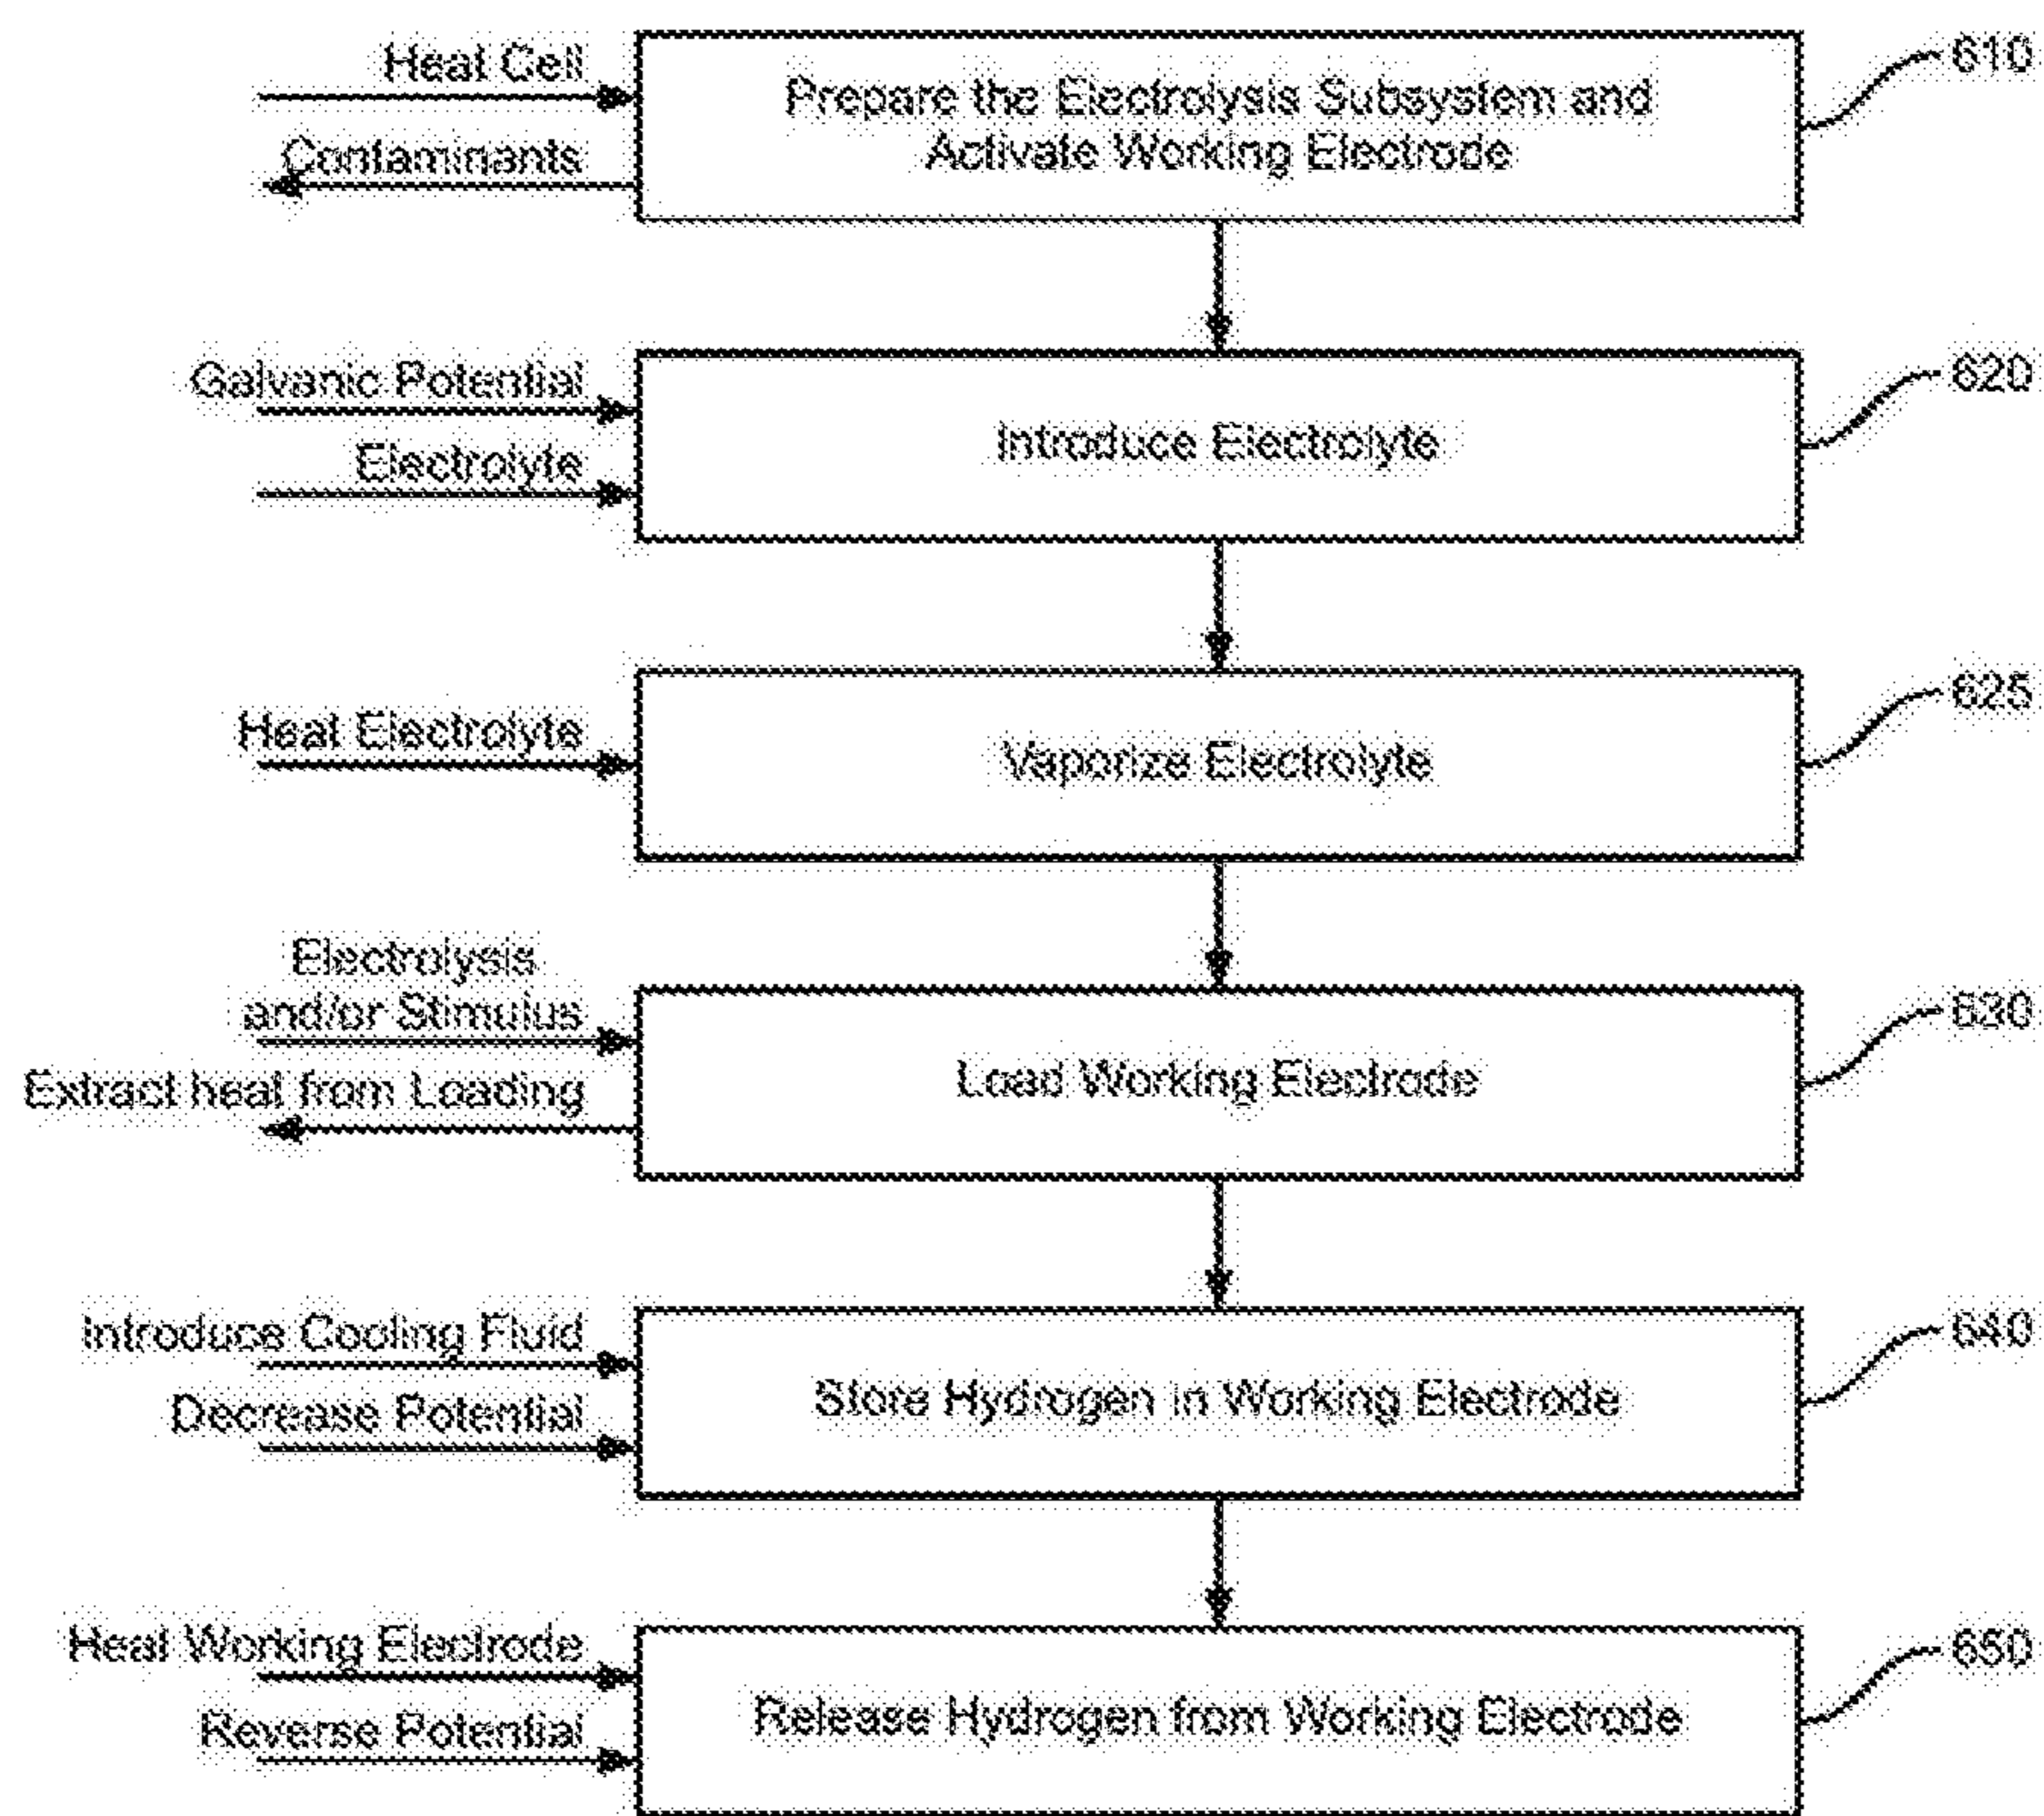 Heat Cell
Contaminants
Prepare the Electrolysis Subsystem and
Activate Working Electrode
610
Galvanic Potential
Electrolyte
Introduce Electrolyte
620
Heat Electrolyte
Vaporize Electrolyte
625
Electrolysis
and/or Stimulus
Extract heat from Loading
Load Working Electrode
630
Introduce Cooling Fluid
Decrease Potential
Store Hydrogen in Working Electrode
640
Heat Working Electrode
Reverse Potential
Release Hydrogen from Working Electrode
650